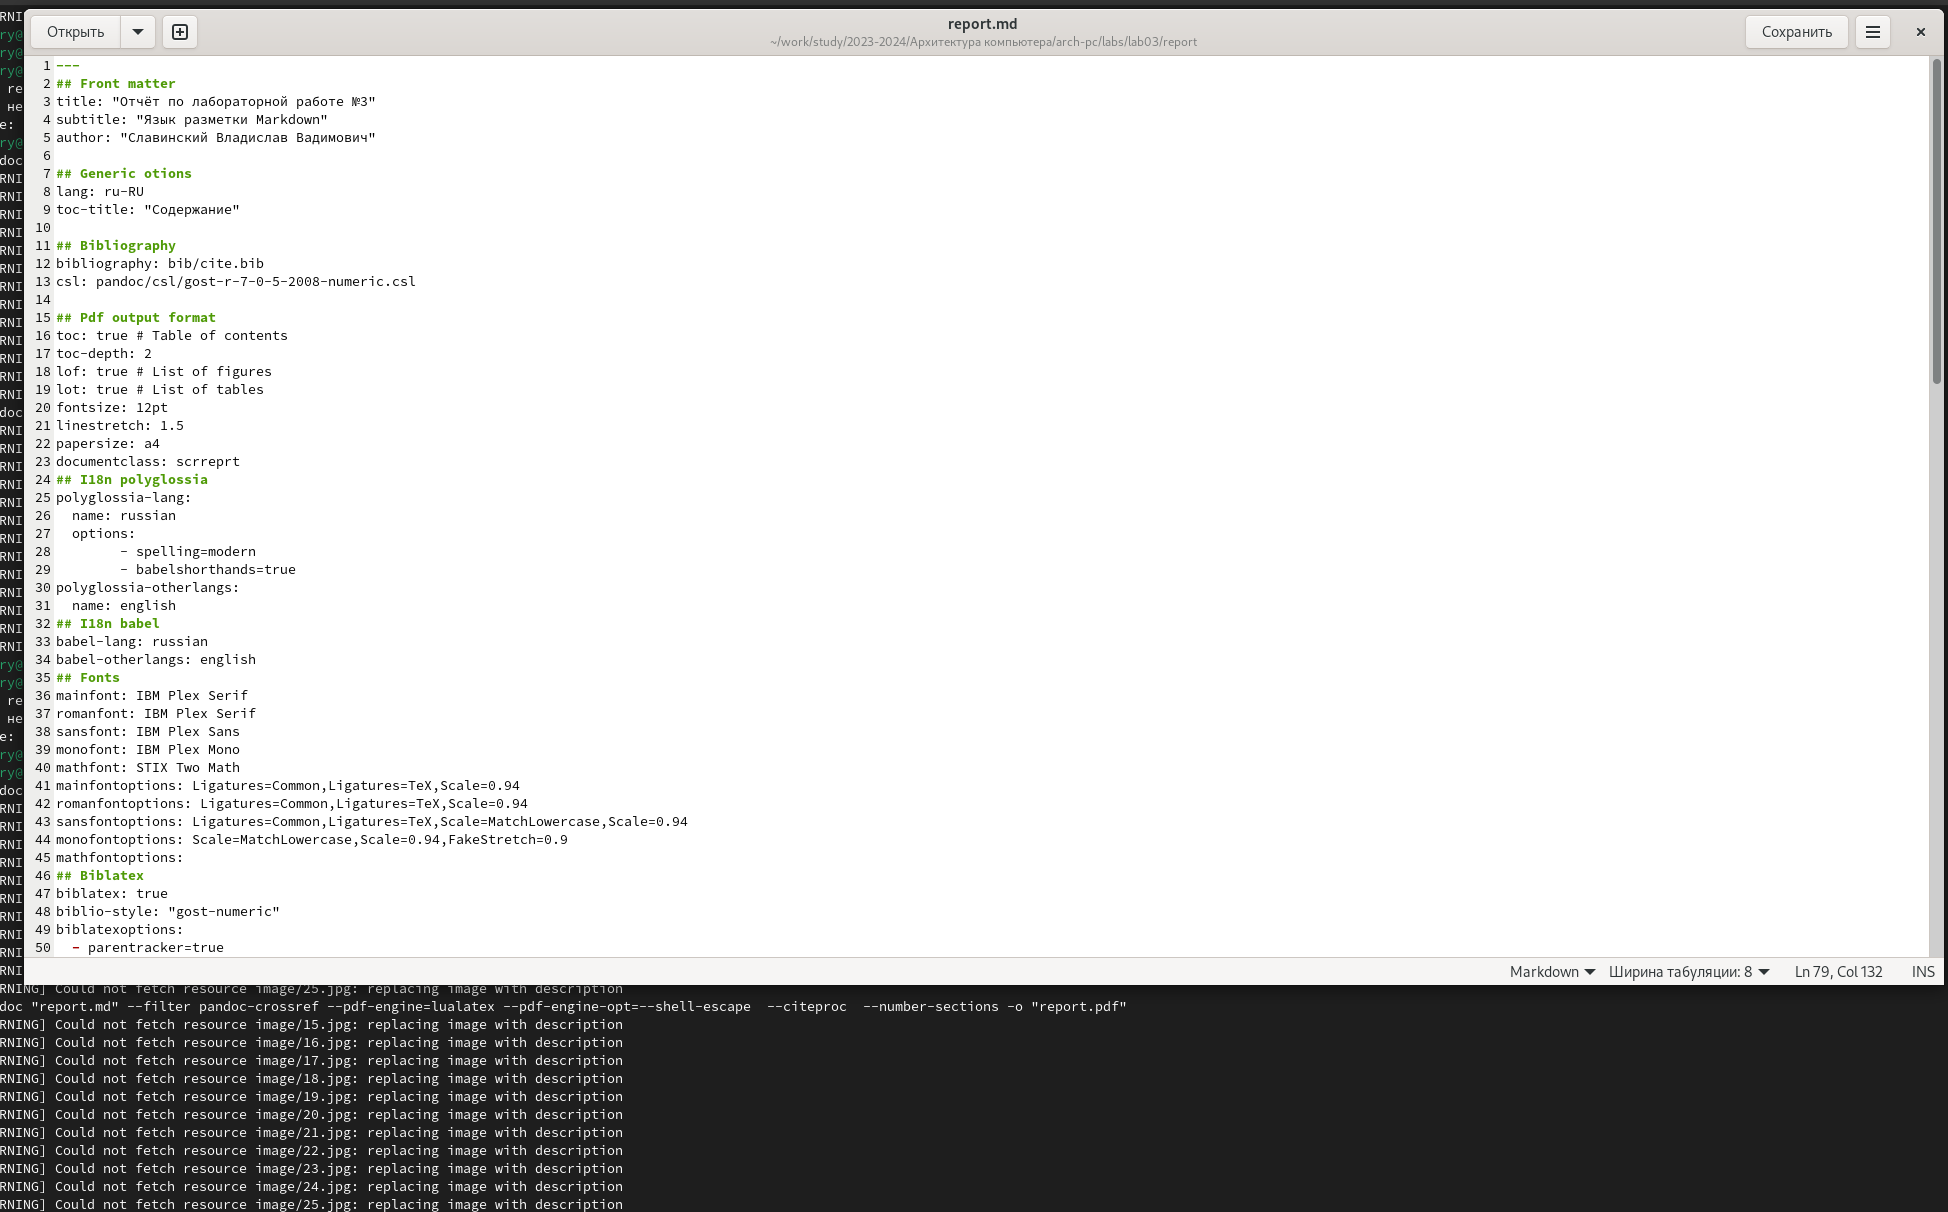 Открыть
report.md
~/work/study/2023-2024/Архитектура компьютера/arch-pc/labs/lab03/report
Сохранить
1 ---
2 ## Front matter
3 title: "Отчёт по лабораторной работе №3"
4 subtitle: "Язык разметки Markdown"
5 author: "Славинский Владислав Вадимович"
6
7 ## Generic otions
8 lang: ru-RU
9 toc-title: "Содержание"
10
11 ## Bibliography
12 bibliography: bib/cite.bib
13 csl: pandoc/csl/gost-r-7-0-5-2008-numeric.csl
14
15 ## Pdf output format
16 toc: true # Table of contents
17 toc-depth: 2
18 lof: true # List of figures
19 lot: true # List of tables
20 fontsize: 12pt
21 linestretch: 1.5
22 papersize: a4
23 documentclass: scrreprt
24 ## I18n polyglossia
25 polyglossia-lang:
26 name: russian
27 options:
28 - spelling=modern
29 - babelshorthands=true
30 polyglossia-otherlangs:
31 name: english
32 ## I18n babel
33 babel-lang: russian
34 babel-otherlangs: english
35 ## Fonts
36 mainfont: IBM Plex Serif
37 romanfont: IBM Plex Serif
38 sansfont: IBM Plex Sans
39 monofont: IBM Plex Mono
40 mathfont: STIX Two Math
41 mainfontoptions: Ligatures=Common,Ligatures=TeX,Scale=0.94
42 romanfontoptions: Ligatures=Common,Ligatures=TeX,Scale=0.94
43 sansfontoptions: Ligatures=Common,Ligatures=TeX,Scale=MatchLowercase,Scale=0.94
44 monofontoptions: Scale=MatchLowercase,Scale=0.94,FakeStretch=0.9
45 mathfontoptions:
46 ## Biblatex
47 biblatex: true
48 biblio-style: "gost-numeric"
49 biblatexoptions:
50 - parentracker=true
Markdown Ширина табуляции: 8 Ln 79, Col 132 INS
RNING] Could not fetch resource image/25.jpg: replacing image with description
doc "report.md" --filter pandoc-crossref --pdf-engine=lualatex --pdf-engine-opt=--shell-escape --citeproc --number-sections -o "report.pdf"
RNING] Could not fetch resource image/15.jpg: replacing image with description
RNING] Could not fetch resource image/16.jpg: replacing image with description
RNING] Could not fetch resource image/17.jpg: replacing image with description
RNING] Could not fetch resource image/18.jpg: replacing image with description
RNING] Could not fetch resource image/19.jpg: replacing image with description
RNING] Could not fetch resource image/20.jpg: replacing image with description
RNING] Could not fetch resource image/21.jpg: replacing image with description
RNING] Could not fetch resource image/22.jpg: replacing image with description
RNING] Could not fetch resource image/23.jpg: replacing image with description
RNING] Could not fetch resource image/24.jpg: replacing image with description
RNING] Could not fetch resource image/25.jpg: replacing image with description